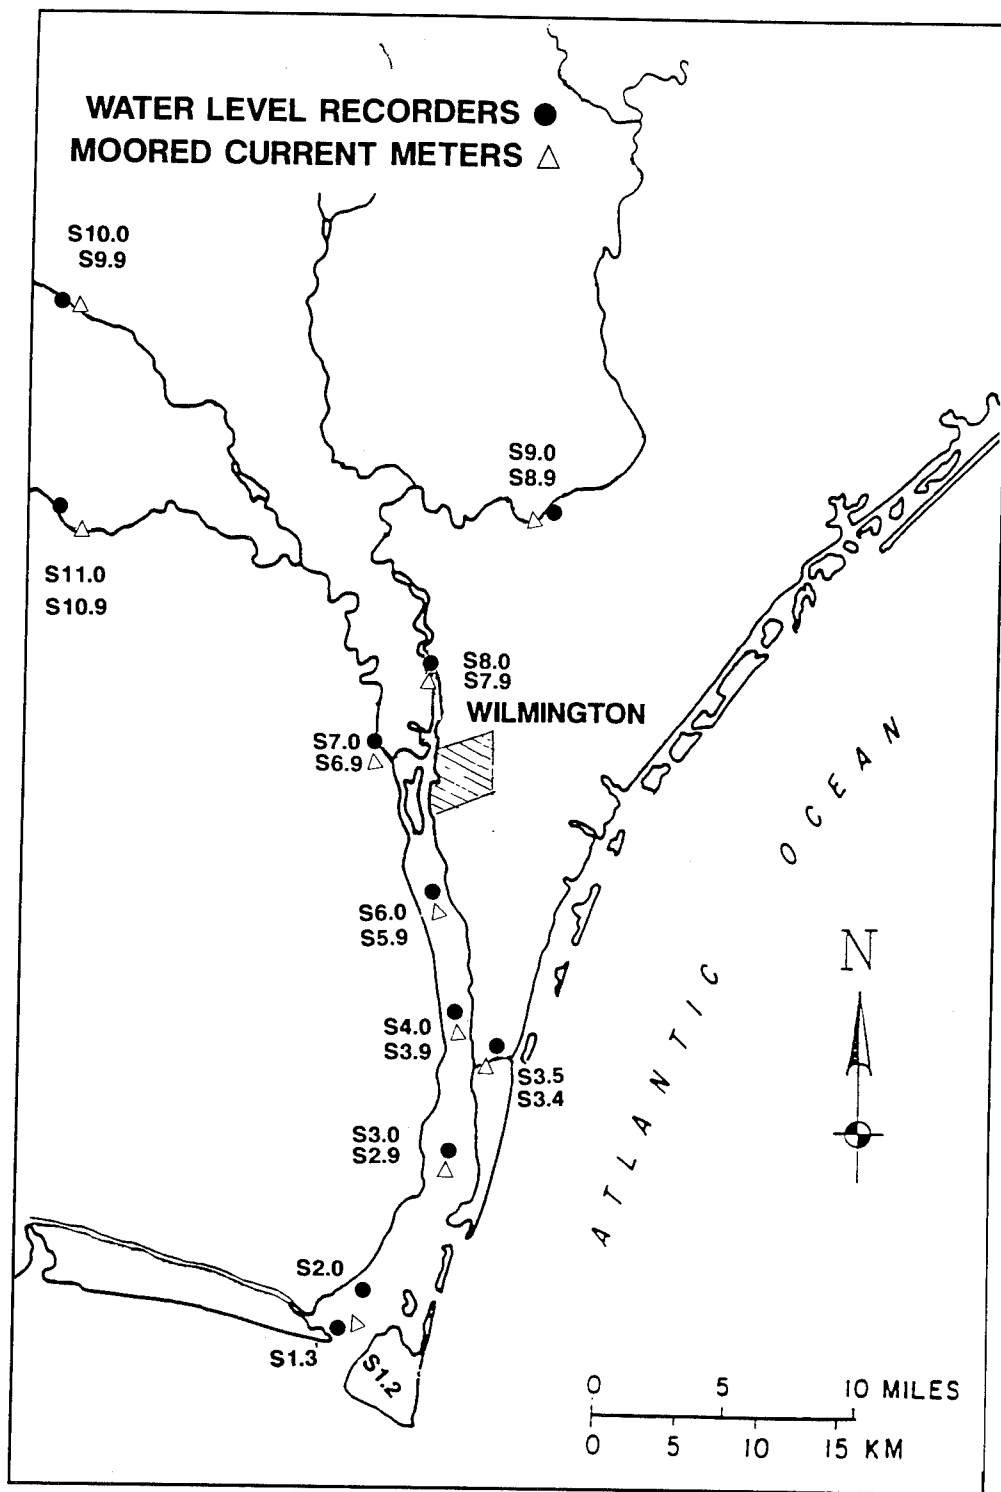 WATER LEVEL RECORDERS
MOORED CURRENT METERS
S10.0
S9.9
S9.0
S8.9
S11.0
S10.9
S8.0
S7.9
WILMINGTON
S7.0
S6.9
S6.0
S5.9
S4.0
S3.9
S3.5
S3.4
S3.0
S2.9
S2.0
S1.3
S1.2
ATLANTIC OCEAN
N
0 5 10 MILES
0 5 10 15 KM